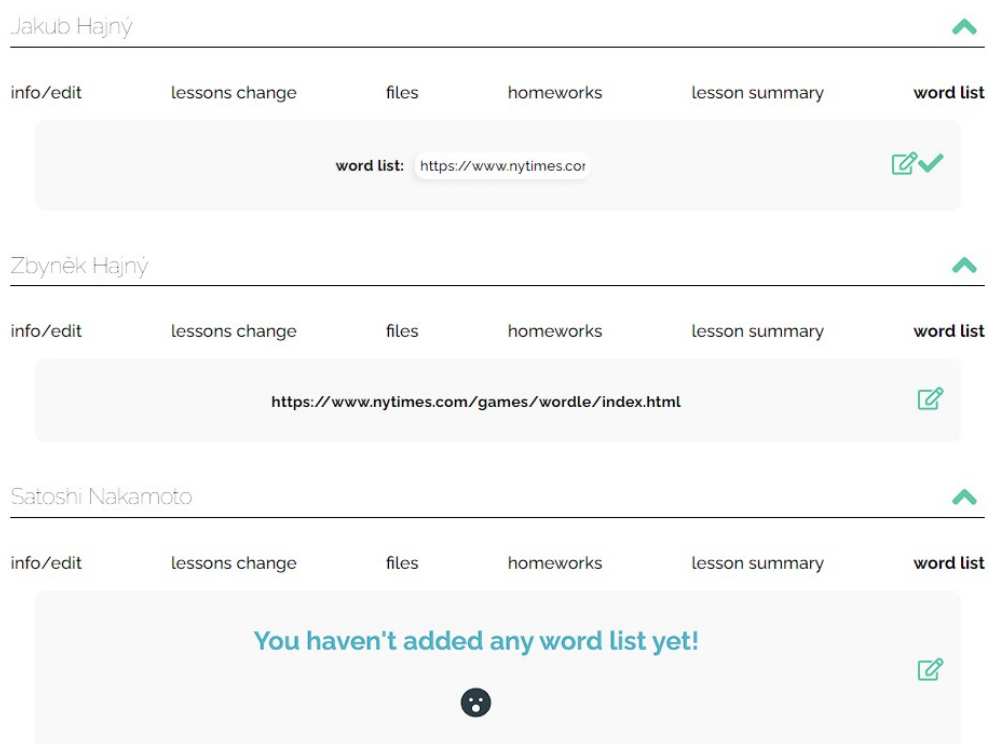 Jakub Hajný
info/edit lessons change files homeworks lesson summary word list
word list: https://www.nytimes.cor
Zbyněk Hajný
info/edit lessons change files homeworks lesson summary word list
https://www.nytimes.com/games/wordle/index.html
Satoshi Nakamoto
info/edit lessons change files homeworks lesson summary word list
You haven't added any word list yet!